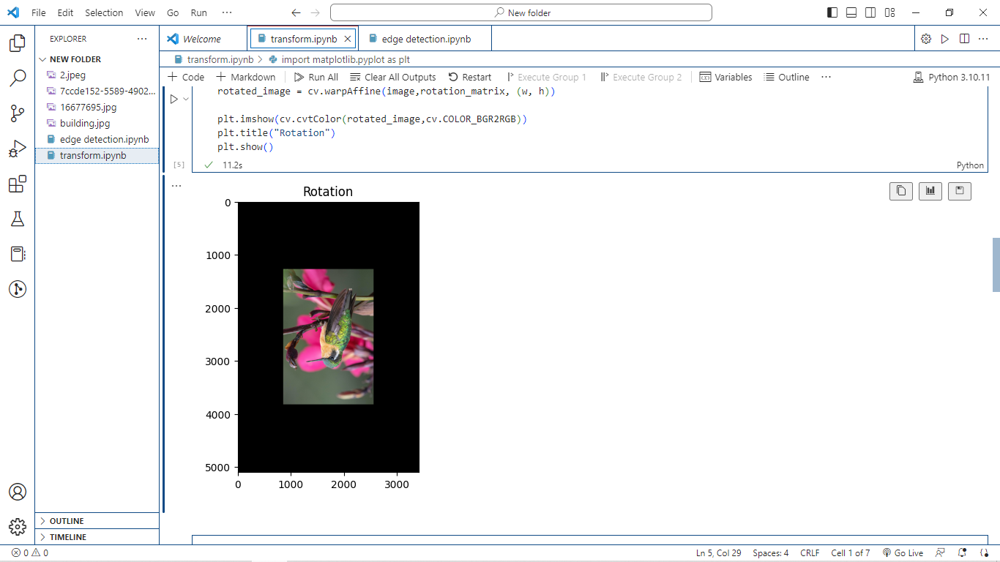 File Edit Selection View Go Run ··· New folder
EXPLORER ···
Welcome transform.ipynb edge detection.ipynb
NEW FOLDER
2.jpeg
7ccde152-5589-4902...
16677695.jpg
building.jpg
edge detection.ipynb
transform.ipynb
OUTLINE
TIMELINE
transform.ipynb > import matplotlib.pyplot as plt
Code Markdown Run All Clear All Outputs Restart Execute Group 1 Execute Group 2 Variables Outline ··· Python 3.10.11
rotated_image = cv.warpAffine(image,rotation_matrix, (w, h))
plt.imshow(cv.cvtColor(rotated_image,cv.COLOR_BGR2RGB))
plt.title("Rotation")
plt.show()
[5] 11.2s Python
Rotation
0
1000
2000
3000
4000
5000
0 1000 2000 3000
0 0 Ln 5, Col 29 Spaces: 4 CRLF Cell 1 of 7 Go Live